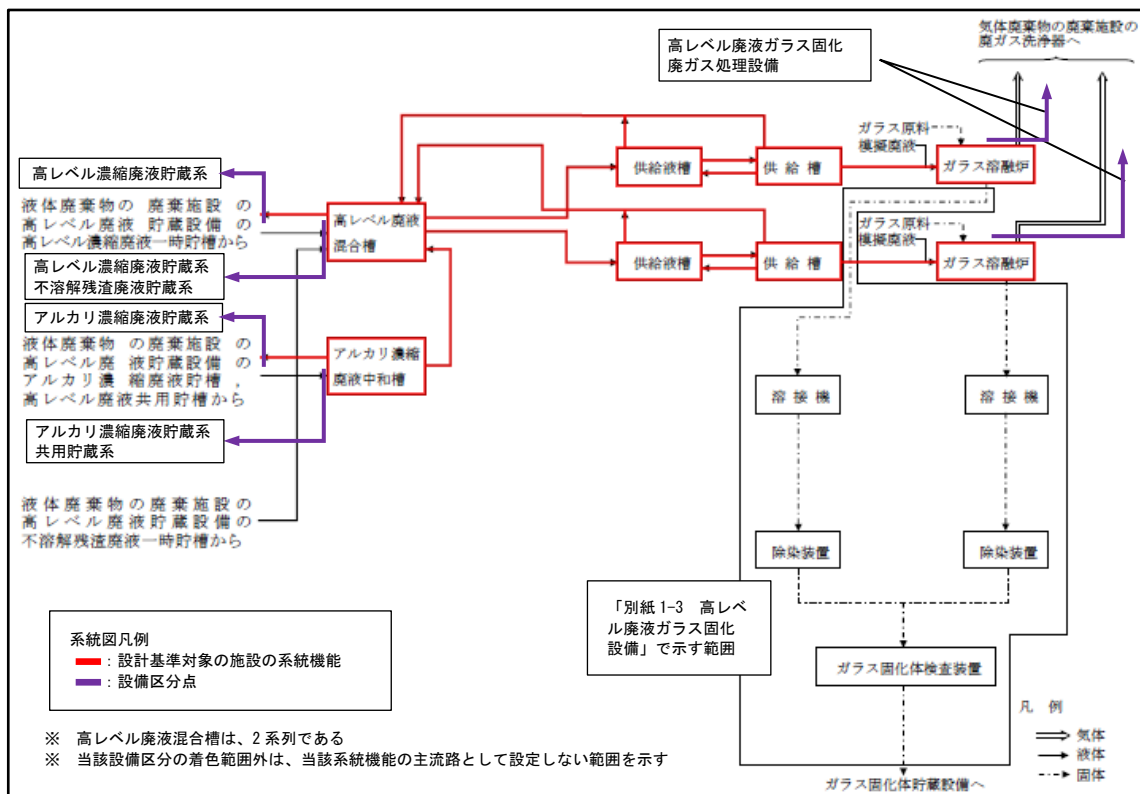 気体廃棄物の廃棄施設の
廃ガス洗浄器へ
高レベル廃液ガラス固化
廃ガス処理設備
ガラス原料
模擬廃液
供給液槽
供 給 槽
ガラス溶融炉
高レベル濃縮廃液貯蔵系
液体廃棄物の 廃棄施設 の
高レベル廃液 貯蔵設備 の
高レベル濃縮廃液一時貯槽から
高レベル廃液
混合槽
ガラス原料
模擬廃液
供給液槽
供 給 槽
ガラス溶融炉
高レベル濃縮廃液貯蔵系
不溶解残渣廃液貯蔵系
アルカリ濃縮廃液貯蔵系
液体廃棄物 の 廃棄施設 の
高レベル廃 液貯蔵設備 の
アルカリ濃 縮廃液貯槽，
高レベル廃液共用貯槽から
アルカリ濃縮
廃液中和槽
アルカリ濃縮廃液貯蔵系
共用貯蔵系
溶 接 機
溶 接 機
液体廃棄物の廃棄施設の
高レベル廃液貯蔵設備の
不溶解残渣廃液一時貯槽から
除染装置
除染装置
「別紙 1-3　高レベ
ル廃液ガラス固化
設備」で示す範囲
系統図凡例
：設計基準対象の施設の系統機能
：設備区分点
ガラス固化体検査装置
凡　例
気体
液体
固体
※　高レベル廃液混合槽は、2 系列である
※　当該設備区分の着色範囲外は、当該系統機能の主流路として設定しない範囲を示す
ガラス固化体貯蔵設備へ